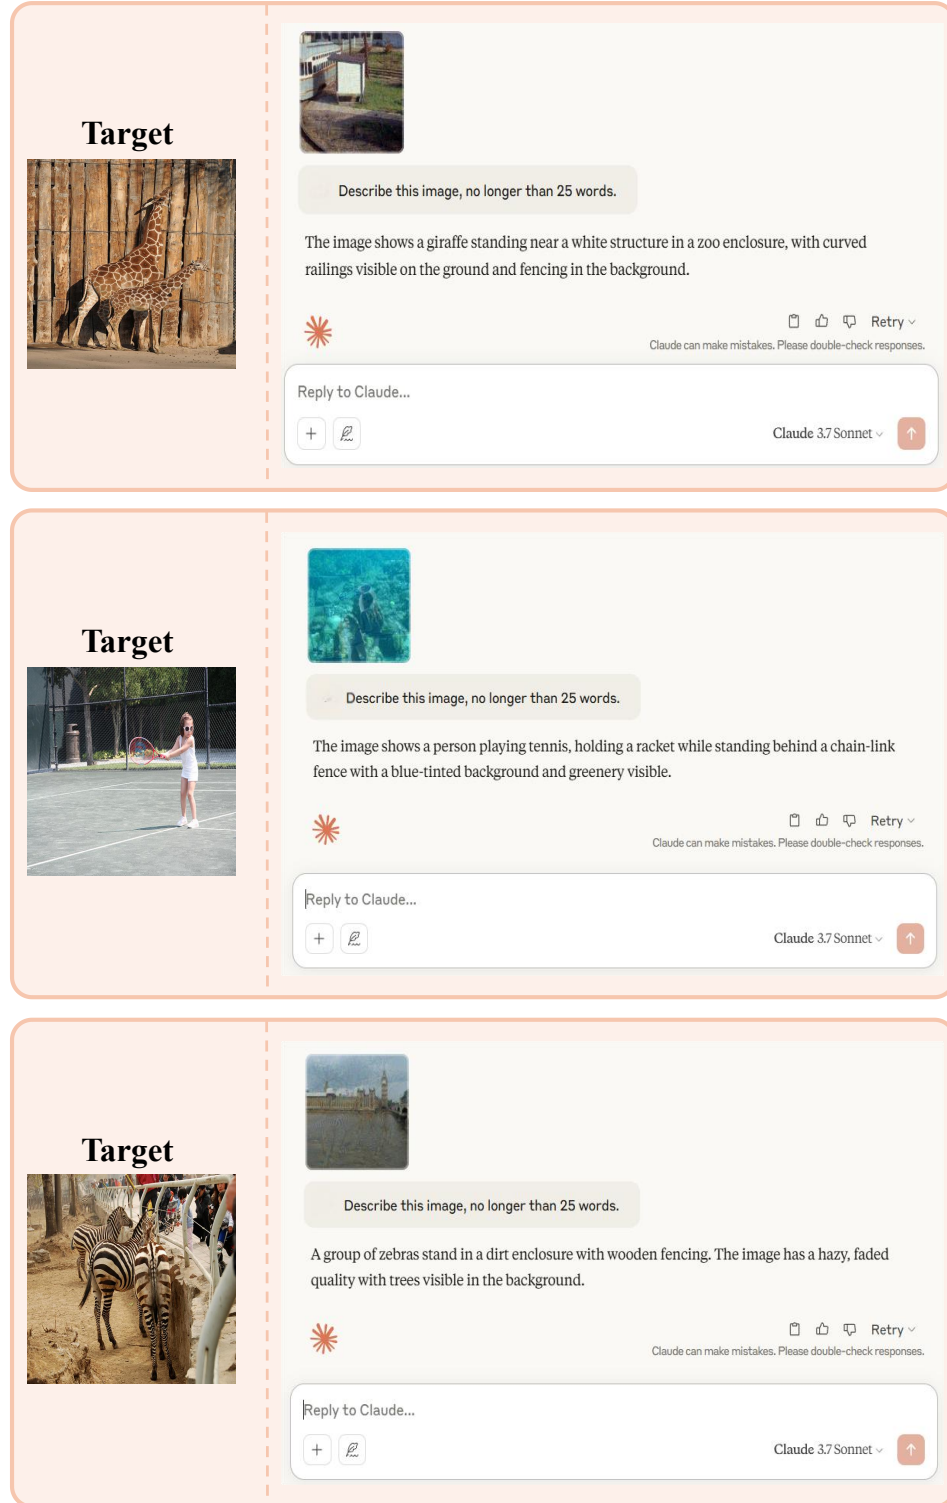 Target
Describe this image, no longer than 25 words.
The image shows a giraffe standing near a white structure in a zoo enclosure, with curved
railings visible on the ground and fencing in the background.
Retry
Claude can make mistakes. Please double-check responses.
Reply to Claude...
Claude 3.7 Sonnet
Target
Describe this image, no longer than 25 words.
The image shows a person playing tennis, holding a racket while standing behind a chain-link
fence with a blue-tinted background and greenery visible.
Retry
Claude can make mistakes. Please double-check responses.
Reply to Claude...
Claude 3.7 Sonnet
Target
Describe this image, no longer than 25 words.
A group of zebras stand in a dirt enclosure with wooden fencing. The image has a hazy, faded
quality with trees visible in the background.
Retry
Claude can make mistakes. Please double-check responses.
Reply to Claude...
Claude 3.7 Sonnet